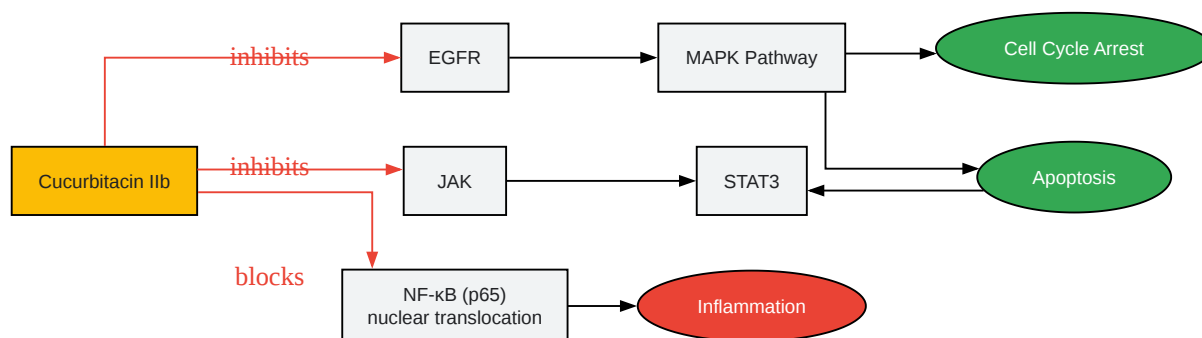 inhibits
EGFR
MAPK Pathway
Cell Cycle Arrest
Cucurbitacin IIb
inhibits
JAK
STAT3
Apoptosis
blocks
NF-κB (p65)
nuclear translocation
Inflammation